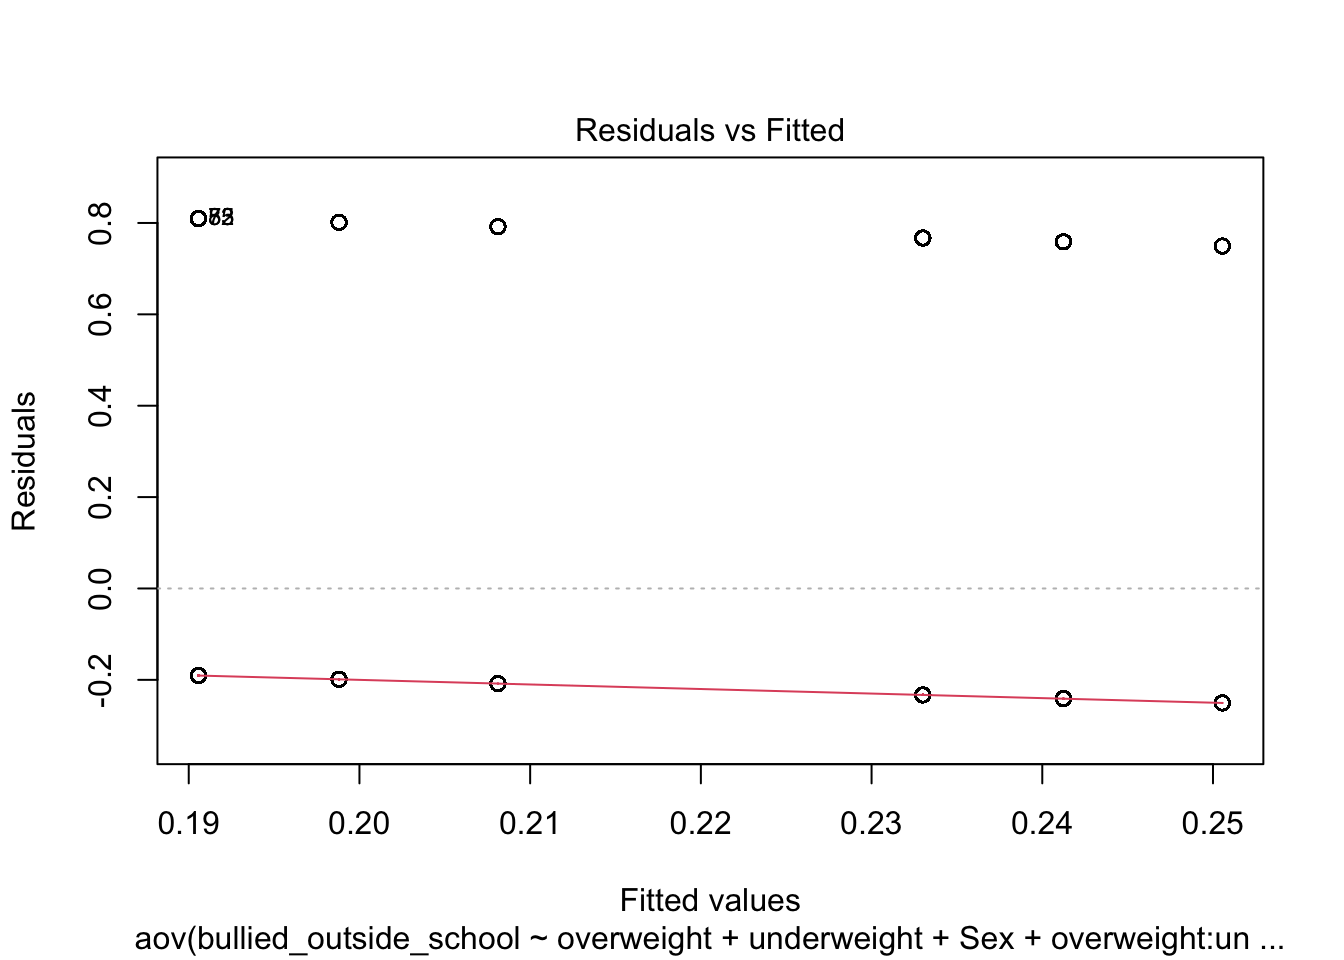 Residuals vs Fitted
Residuals
0.8
0.6
0.4
0.2
0.0
-0.2
0.19 0.20 0.21 0.22 0.23 0.24 0.25
Fitted values
aov(bullied_outside_school ~ overweight + underweight + Sex + overweight:un ...